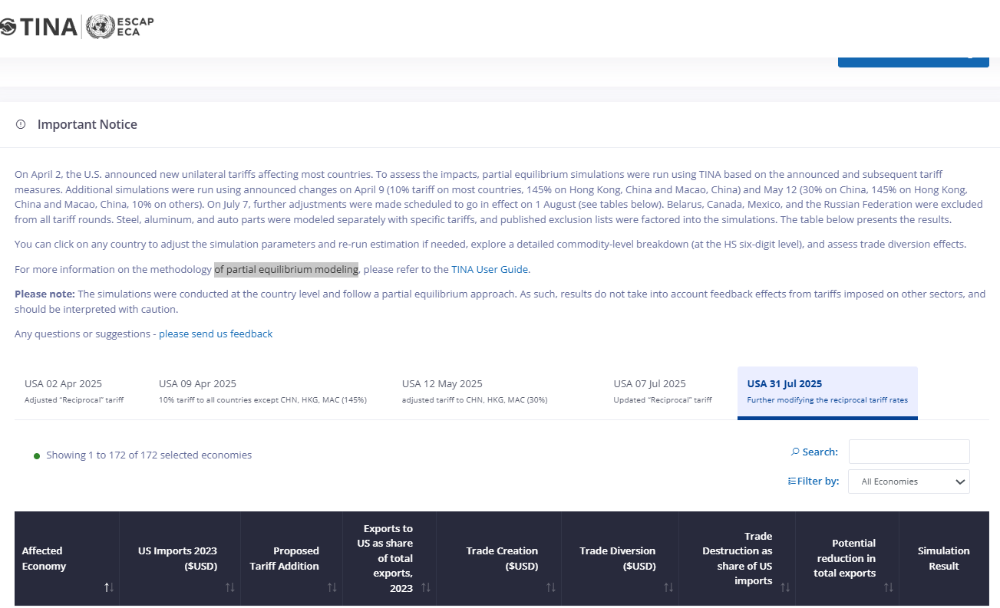 TINA ESCAP
ECA
Important Notice
On April 2, the U.S. announced new unilateral tariffs affecting most countries. To assess the impacts, partial equilibrium simulations were run using TINA based on the announced and subsequent tariff
measures. Additional simulations were run using announced changes on April 9 (10% tariff on most countries, 145% on Hong Kong, China and Macao, China) and May 12 (30% on China, 145% on Hong Kong,
China and Macao, China, 10% on others). On July 7, further adjustments were made scheduled to go in effect on 1 August (see tables below). Belarus, Canada, Mexico, and the Russian Federation were excluded
from all tariff rounds. Steel, aluminum, and auto parts were modeled separately with specific tariffs, and published exclusion lists were factored into the simulations. The table below presents the results.
You can click on any country to adjust the simulation parameters and re-run estimation if needed, explore a detailed commodity-level breakdown (at the HS six-digit level), and assess trade diversion effects.
For more information on the methodology of partial equilibrium modeling, please refer to the TINA User Guide.
Please note: The simulations were conducted at the country level and follow a partial equilibrium approach. As such, results do not take into account feedback effects from tariffs imposed on other sectors, and
should be interpreted with caution.
Any questions or suggestions - please send us feedback
USA 02 Apr 2025
Adjusted “Reciprocal” tariff
USA 09 Apr 2025
10% tariff to all countries except CHN, HKG, MAC (145%)
USA 12 May 2025
adjusted tariff to CHN, HKG, MAC (30%)
USA 07 Jul 2025
Updated “Reciprocal” tariff
USA 31 Jul 2025
Further modifying the reciprocal tariff rates
Showing 1 to 172 of 172 selected economies
Search:
Filter by: All Economies
Affected
Economy
US Imports 2023
($USD)
Proposed
Tariff Addition
Exports to
US as share
of total
exports,
2023
Trade Creation
($USD)
Trade Diversion
($USD)
Trade
Destruction as
share of US
imports
Potential
reduction in
total exports
Simulation
Result